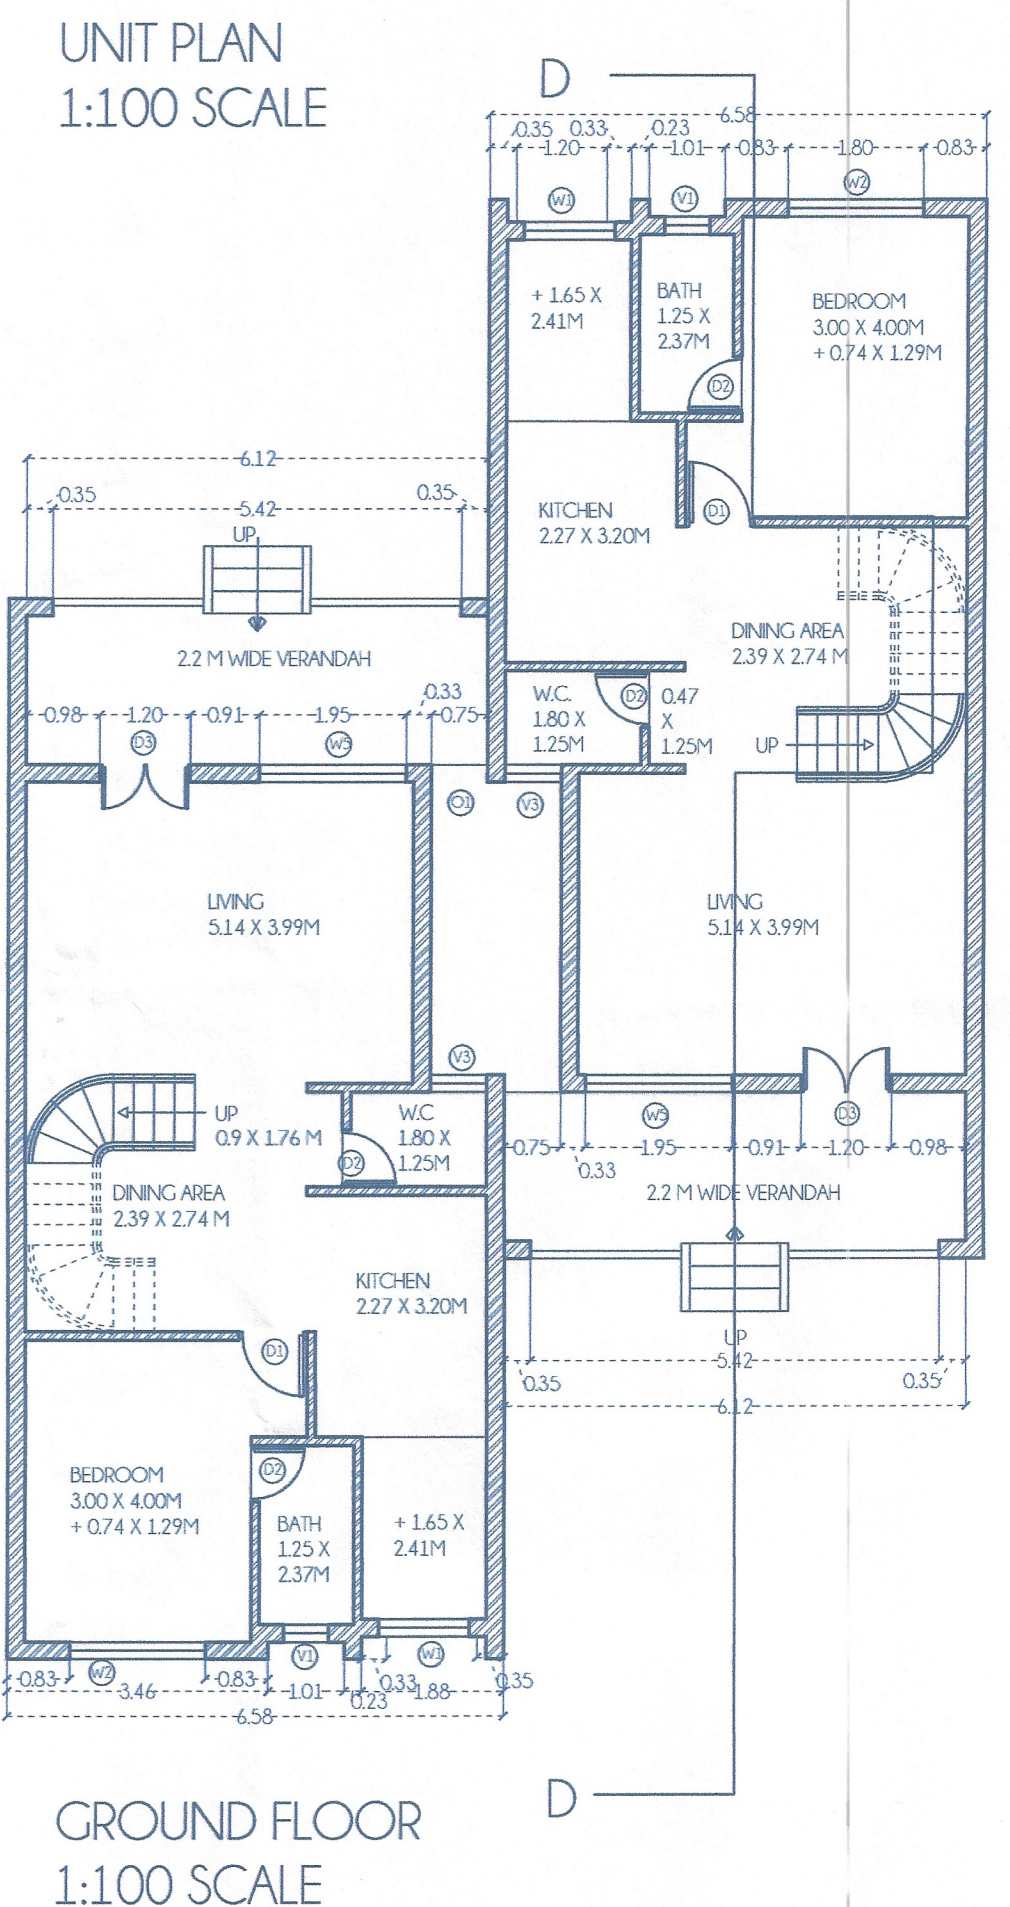 UNIT PLAN
1:100 SCALE
D
6.58
0.35 0.33 0.23
1.20 1.01 0.83 1.80 0.83
W1 V1 W2
+ 1.65 X
2.41M
BATH
1.25 X
2.37M
BEDROOM
3.00 X 4.00M
+ 0.74 X 1.29M
D2
6.12
0.35 0.35
5.42
UP
KITCHEN
2.27 X 3.20M
D1
DINING AREA
2.39 X 2.74 M
2.2 M WIDE VERANDAH
W.C.
1.80 X
1.25M
D2
0.47
X
1.25M
UP
0.33
0.98 1.20 0.91 1.95 0.75
D3 W5
O1 V3
LIVING
5.14 X 3.99M
LIVING
5.14 X 3.99M
V3
UP
0.9 X 1.76 M
W.C
1.80 X
1.25M
D2
W5 D3
0.75 1.95 0.91 1.20 0.98
0.33
2.2 M WIDE VERANDAH
DINING AREA
2.39 X 2.74 M
KITCHEN
2.27 X 3.20M
D1
UP
5.42
0.35 0.35
6.12
BEDROOM
3.00 X 4.00M
+ 0.74 X 1.29M
D2
BATH
1.25 X
2.37M
+ 1.65 X
2.41M
W2 V1 W1
0.83 0.83 0.33 0.35
3.46 1.01 0.23 1.88
6.58
D
GROUND FLOOR
1:100 SCALE